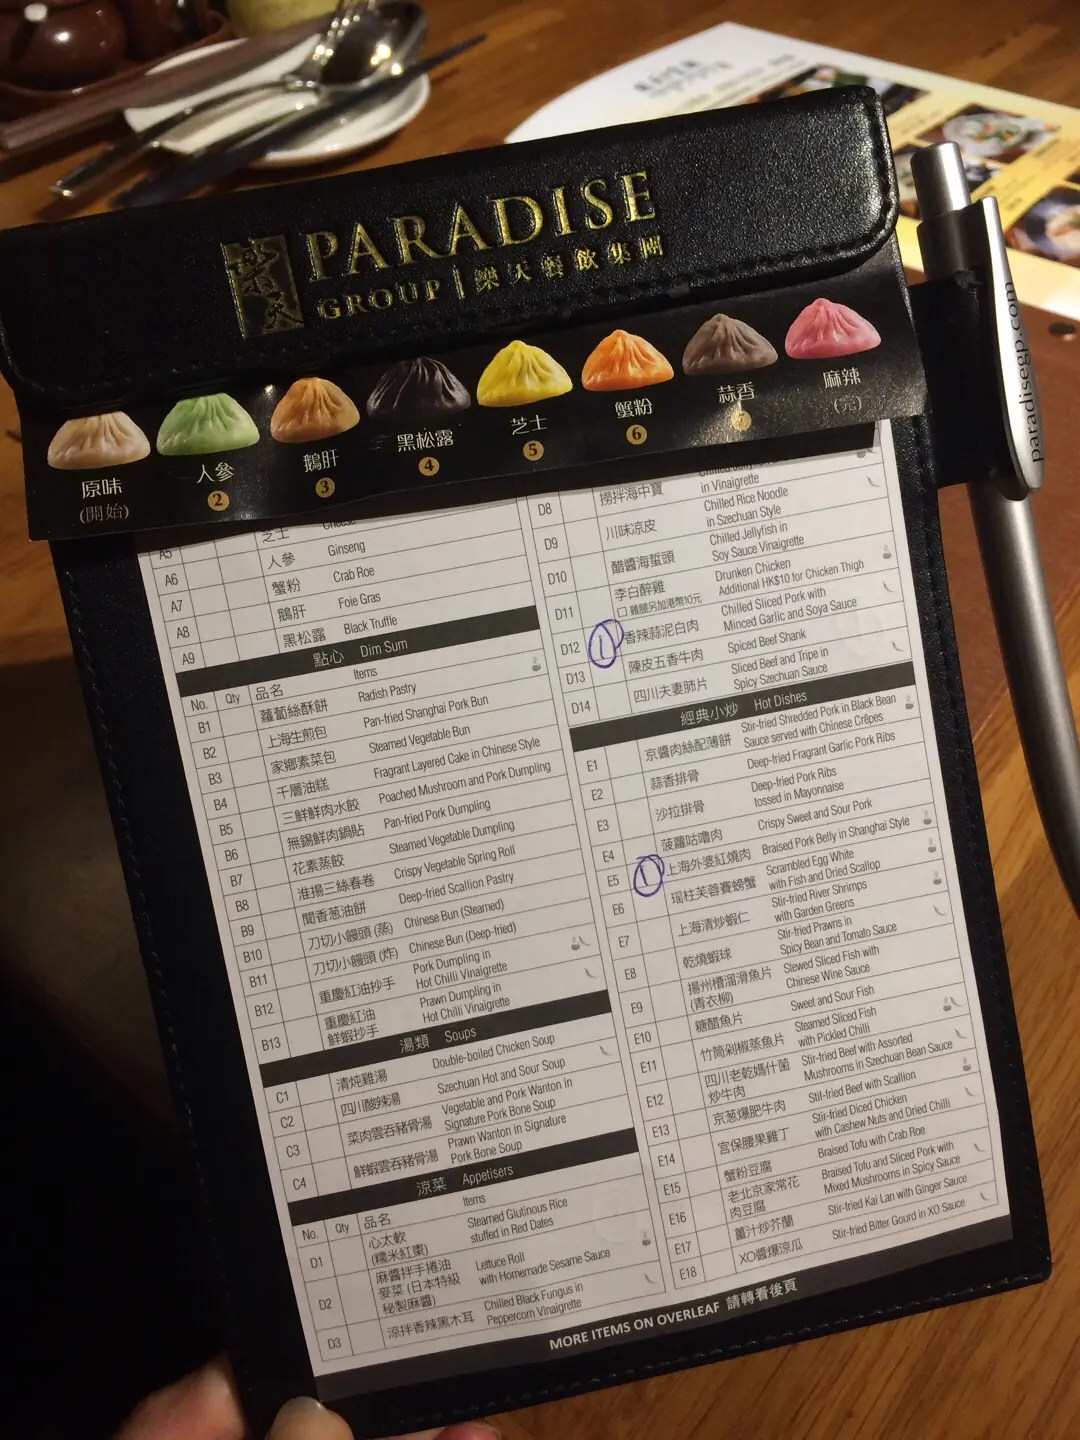 樂天
PARADISE
GROUP | 樂天餐飲集團
paradisegp.com
原味
(開始)
人參
2
鵝肝
3
黑松露
4
芝士
5
蟹粉
6
蒜香
7
麻辣
(完)
A5 芝士 Cheese
A6 人參 Ginseng
A7 蟹粉 Crab Roe
A8 鵝肝 Foie Gras
A9 黑松露 Black Truffle
點心 Dim Sum
No. Qty 品名 Items
B1 蘿蔔絲酥餅 Radish Pastry
B2 上海生煎包 Pan-fried Shanghai Pork Bun
B3 家鄉素菜包 Steamed Vegetable Bun
B4 千層油糕 Fragrant Layered Cake in Chinese Style
B5 三鮮鮮肉水餃 Poached Mushroom and Pork Dumpling
B6 無錫鮮肉鍋貼 Pan-fried Pork Dumpling
B7 花素蒸餃 Steamed Vegetable Dumpling
B8 淮揚三絲春卷 Crispy Vegetable Spring Roll
B9 聞香葱油餅 Deep-fried Scallion Pastry
B10 刀切小饅頭 (蒸) Chinese Bun (Steamed)
B11 刀切小饅頭 (炸) Chinese Bun (Deep-fried)
B12 重慶紅油抄手 Pork Dumpling in
Hot Chilli Vinaigrette
B13 重慶紅油
鮮蝦抄手 Prawn Dumpling in
Hot Chilli Vinaigrette
湯類 Soups
C1 清炖雞湯 Double-boiled Chicken Soup
C2 四川酸辣湯 Szechuan Hot and Sour Soup
C3 菜肉雲吞豬骨湯 Vegetable and Pork Wanton in
Signature Pork Bone Soup
C4 鮮蝦雲吞豬骨湯 Prawn Wanton in Signature
Pork Bone Soup
涼菜 Appetisers
No. Qty 品名 Items
D1 心太軟
(糯米紅棗) Steamed Glutinous Rice
stuffed in Red Dates
D2 麻醬拌手捲油
麥菜 (日本特級
秘製麻醬) Lettuce Roll
with Homemade Sesame Sauce
D3 涼拌香辣黑木耳 Chilled Black Fungus in
Peppercorn Vinaigrette
D8 撈拌海中寶
in Vinaigrette
D9 川味涼皮 Chilled Rice Noodle
in Szechuan Style
D10 醋醬海蜇頭 Chilled Jellyfish in
Soy Sauce Vinaigrette
D11 李白醉雞
□ 雞腿另加港幣10元 Drunken Chicken
Additional HK$10 for Chicken Thigh
D12 1 香辣蒜泥白肉 Chilled Sliced Pork with
Minced Garlic and Soya Sauce
D13 陳皮五香牛肉 Spiced Beef Shank
D14 四川夫妻肺片 Sliced Beef and Tripe in
Spicy Szechuan Sauce
經典小炒 Hot Dishes
E1 京醬肉絲配薄餅 Stir-fried Shredded Pork in Black Bean
Sauce served with Chinese Crêpes
E2 蒜香排骨 Deep-fried Fragrant Garlic Pork Ribs
E3 沙拉排骨 Deep-fried Pork Ribs
tossed in Mayonnaise
E4 菠蘿咕嚕肉 Crispy Sweet and Sour Pork
E5 1 上海外婆紅燒肉 Braised Pork Belly in Shanghai Style
E6 瑤柱芙蓉賽螃蟹 Scrambled Egg White
with Fish and Dried Scallop
E7 上海清炒蝦仁 Stir-fried River Shrimps
with Garden Greens
E8 乾燒蝦球 Stir-fried Prawns in
Spicy Bean and Tomato Sauce
E9 揚州槽溜滑魚片
(青衣柳) Stewed Sliced Fish with
Chinese Wine Sauce
E10 糖醋魚片 Sweet and Sour Fish
E11 竹筒剁椒蒸魚片 Steamed Sliced Fish
with Pickled Chilli
E12 四川老乾媽什菌
炒牛肉 Stir-fried Beef with Assorted
Mushrooms in Szechuan Bean Sauce
E13 京葱爆肥牛肉 Stif-fried Beef with Scallion
E14 宮保腰果雞丁 Stir-fried Diced Chicken
with Cashew Nuts and Dried Chilli
E15 蟹粉豆腐 Braised Tofu with Crab Roe
E16 老北京家常花
肉豆腐 Braised Tofu and Sliced Pork with
Mixed Mushrooms in Spicy Sauce
E17 薑汁炒芥蘭 Stir-fried Kai Lan with Ginger Sauce
E18 XO醬爆涼瓜 Stir-fried Bitter Gourd in XO Sauce
MORE ITEMS ON OVERLEAF 請轉看後頁